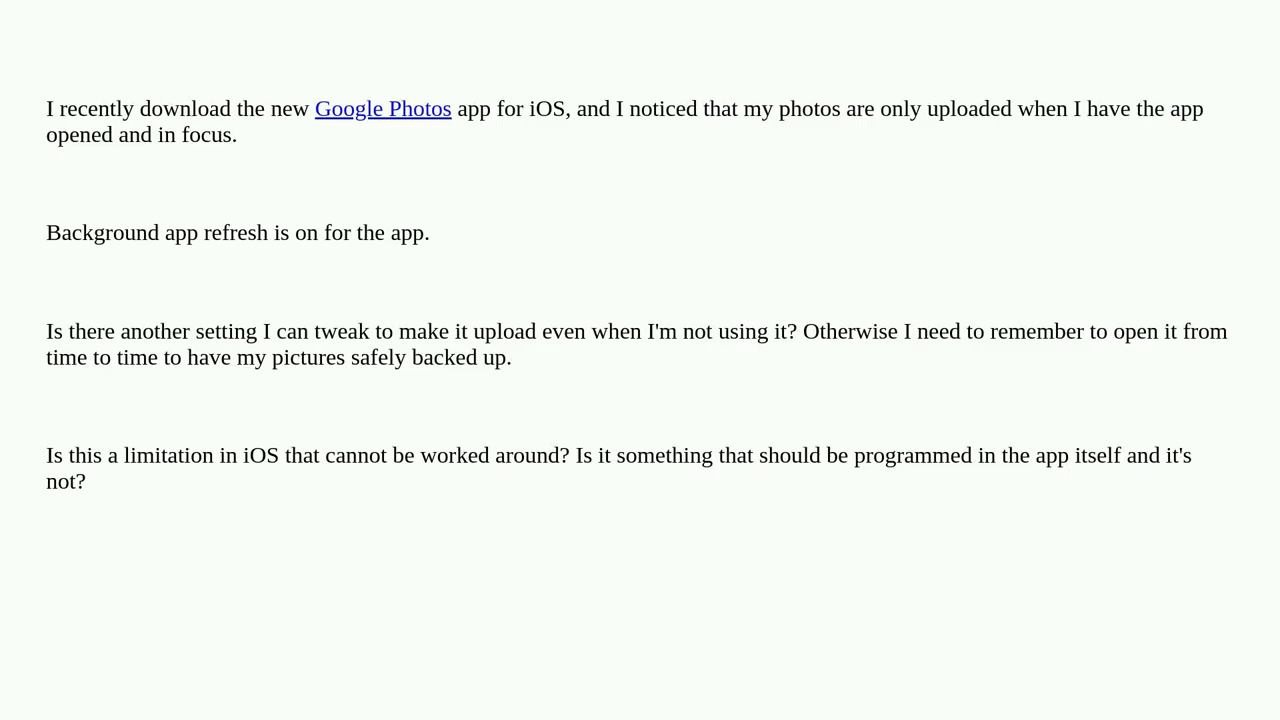 I recently download the new Google Photos app for iOS, and I noticed that my photos are only uploaded when I have the app
opened and in focus.
Background app refresh is on for the app.
Is there another setting I can tweak to make it upload even when I'm not using it? Otherwise I need to remember to open it from
time to time to have my pictures safely backed up.
Is this a limitation in iOS that cannot be worked around? Is it something that should be programmed in the app itself and it's
not?